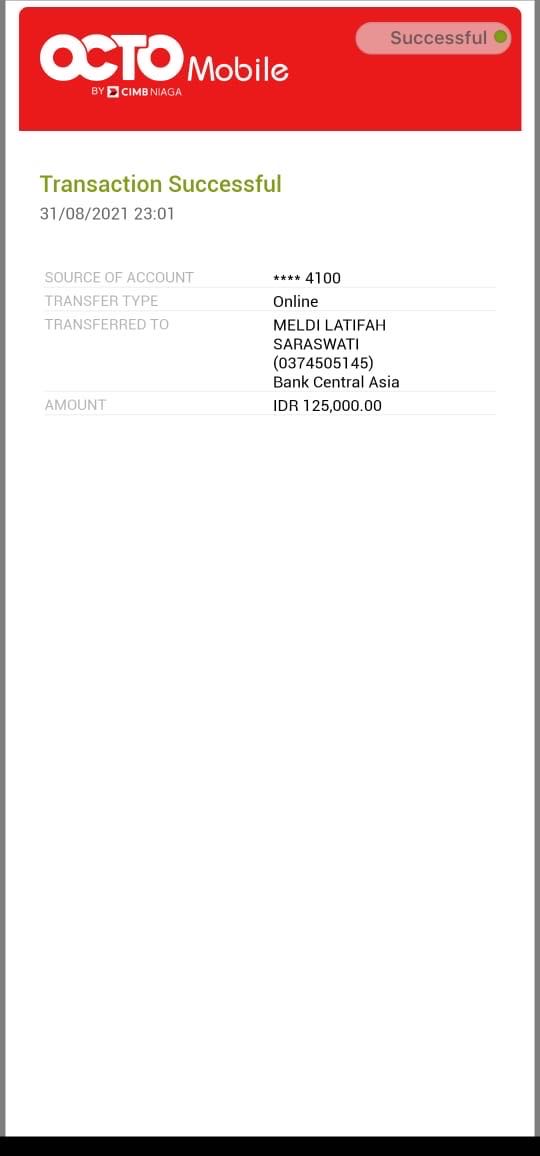 OCTO Mobile
BY CIMB NIAGA
Successful
Transaction Successful
31/08/2021 23:01
SOURCE OF ACCOUNT **** 4100
TRANSFER TYPE Online
TRANSFERRED TO MELDI LATIFAH
SARASWATI
(0374505145)
Bank Central Asia
AMOUNT IDR 125,000.00